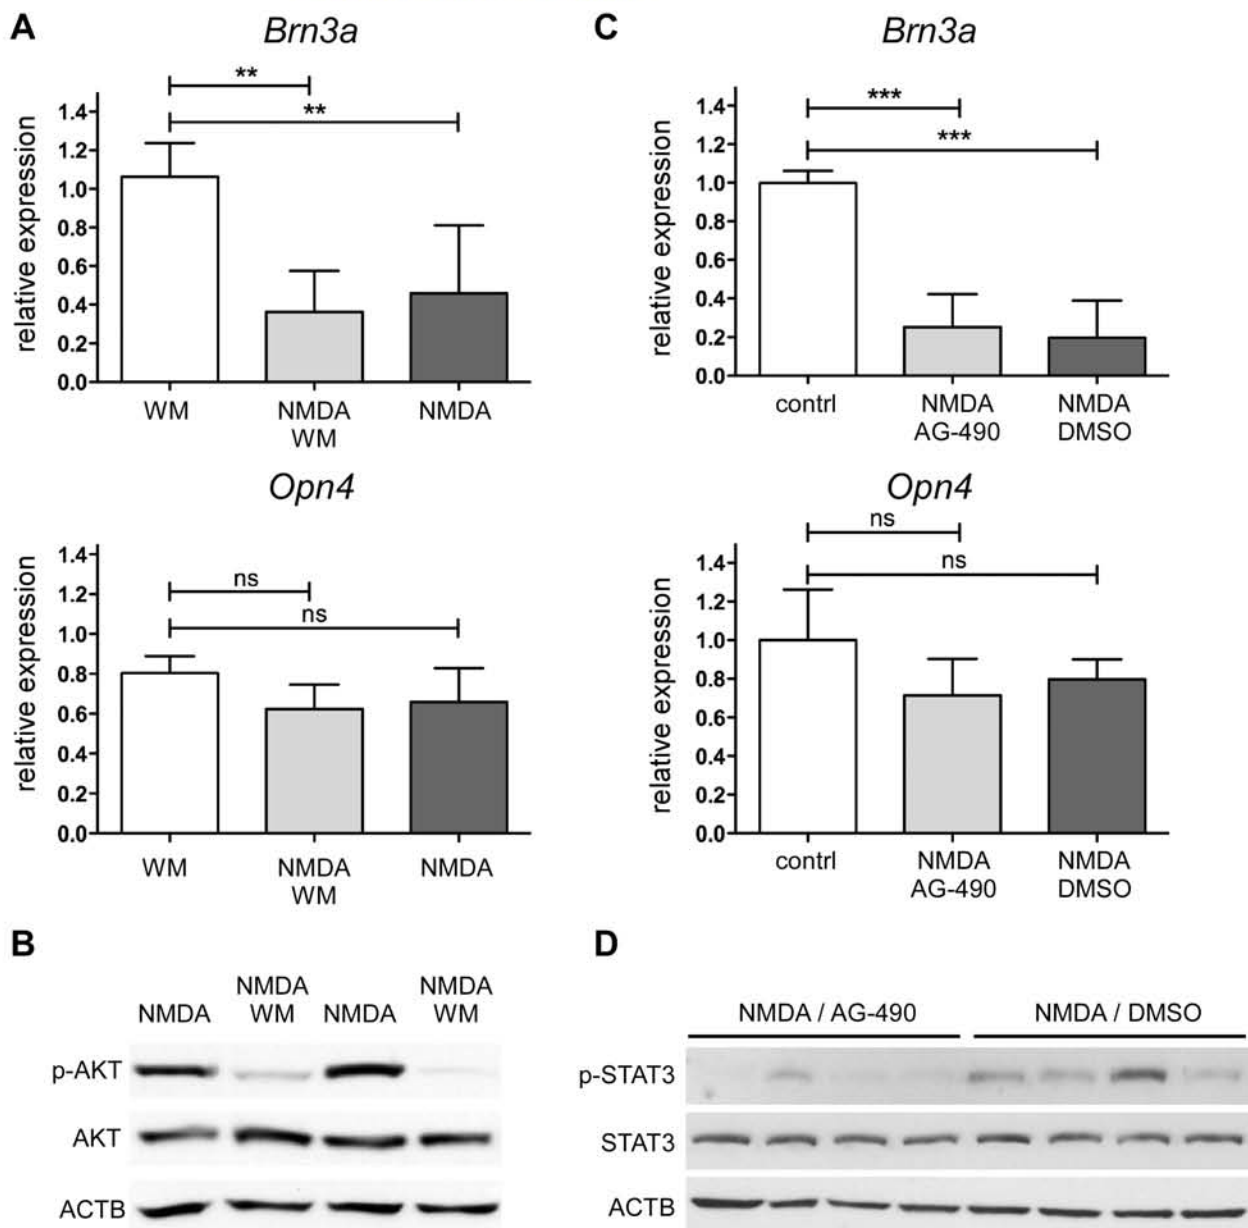 A
Brn3a
**
**
relative expression
1.4
1.2
1.0
0.8
0.6
0.4
0.2
0.0
WM
NMDA
WM
NMDA
Opn4
ns
ns
relative expression
1.4
1.2
1.0
0.8
0.6
0.4
0.2
0.0
WM
NMDA
WM
NMDA
B
NMDA
NMDA
WM
NMDA
NMDA
WM
p-AKT
AKT
ACTB
C
Brn3a
***
***
relative expression
1.4
1.2
1.0
0.8
0.6
0.4
0.2
0.0
contrl
NMDA
AG-490
NMDA
DMSO
Opn4
ns
ns
relative expression
1.4
1.2
1.0
0.8
0.6
0.4
0.2
0.0
contrl
NMDA
AG-490
NMDA
DMSO
D
NMDA / AG-490
NMDA / DMSO
p-STAT3
STAT3
ACTB